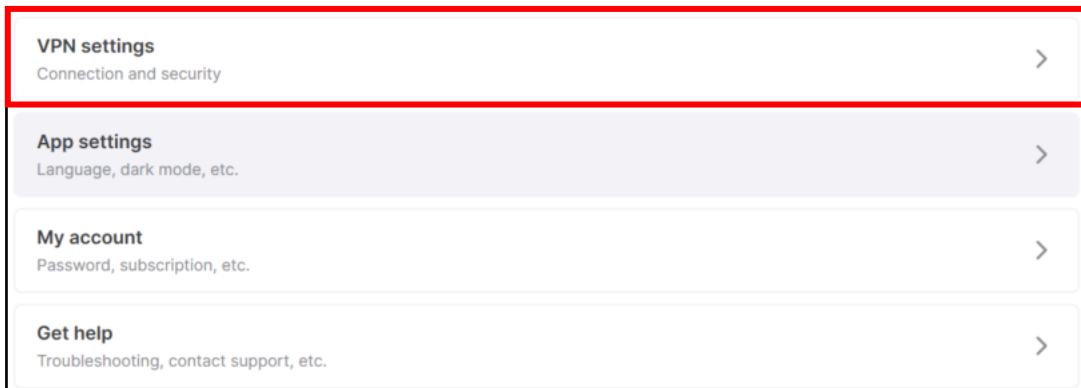 VPN settings
Connection and security
App settings
Language, dark mode, etc.
My account
Password, subscription, etc.
Get help
Troubleshooting, contact support, etc.